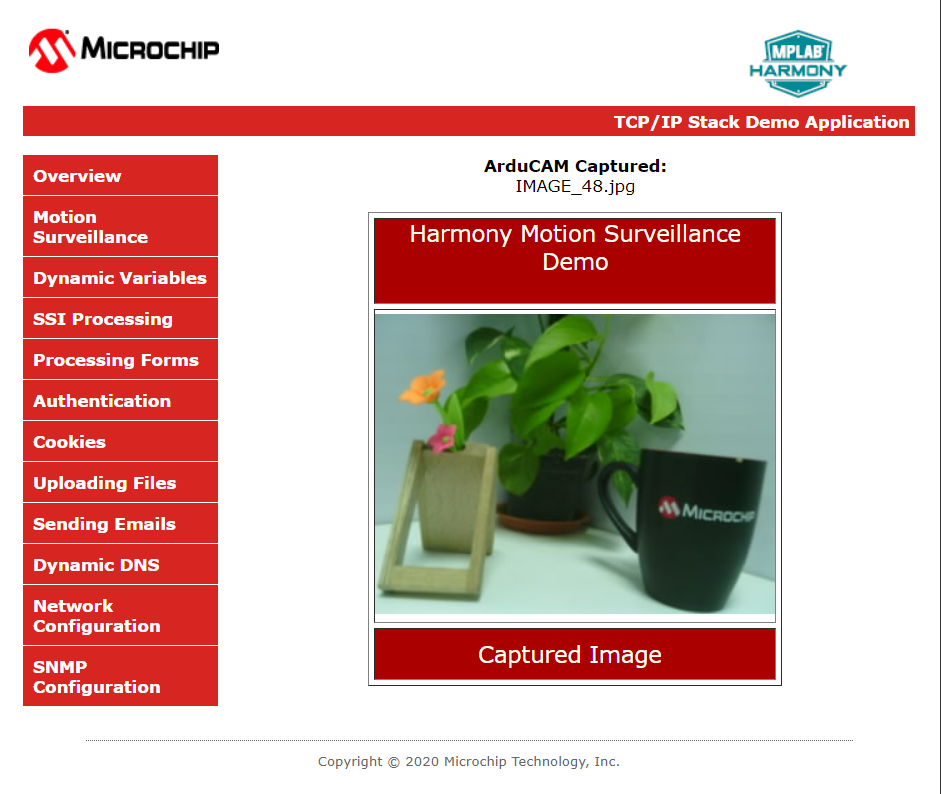 MICROCHIP
MPLAB®
HARMONY
TCP/IP Stack Demo Application
Overview
Motion
Surveillance
Dynamic Variables
SSI Processing
Processing Forms
Authentication
Cookies
Uploading Files
Sending Emails
Dynamic DNS
Network
Configuration
SNMP
Configuration
ArduCAM Captured:
IMAGE_48.jpg
Harmony Motion Surveillance
Demo
MICROCHIP
Captured Image
Copyright © 2020 Microchip Technology, Inc.